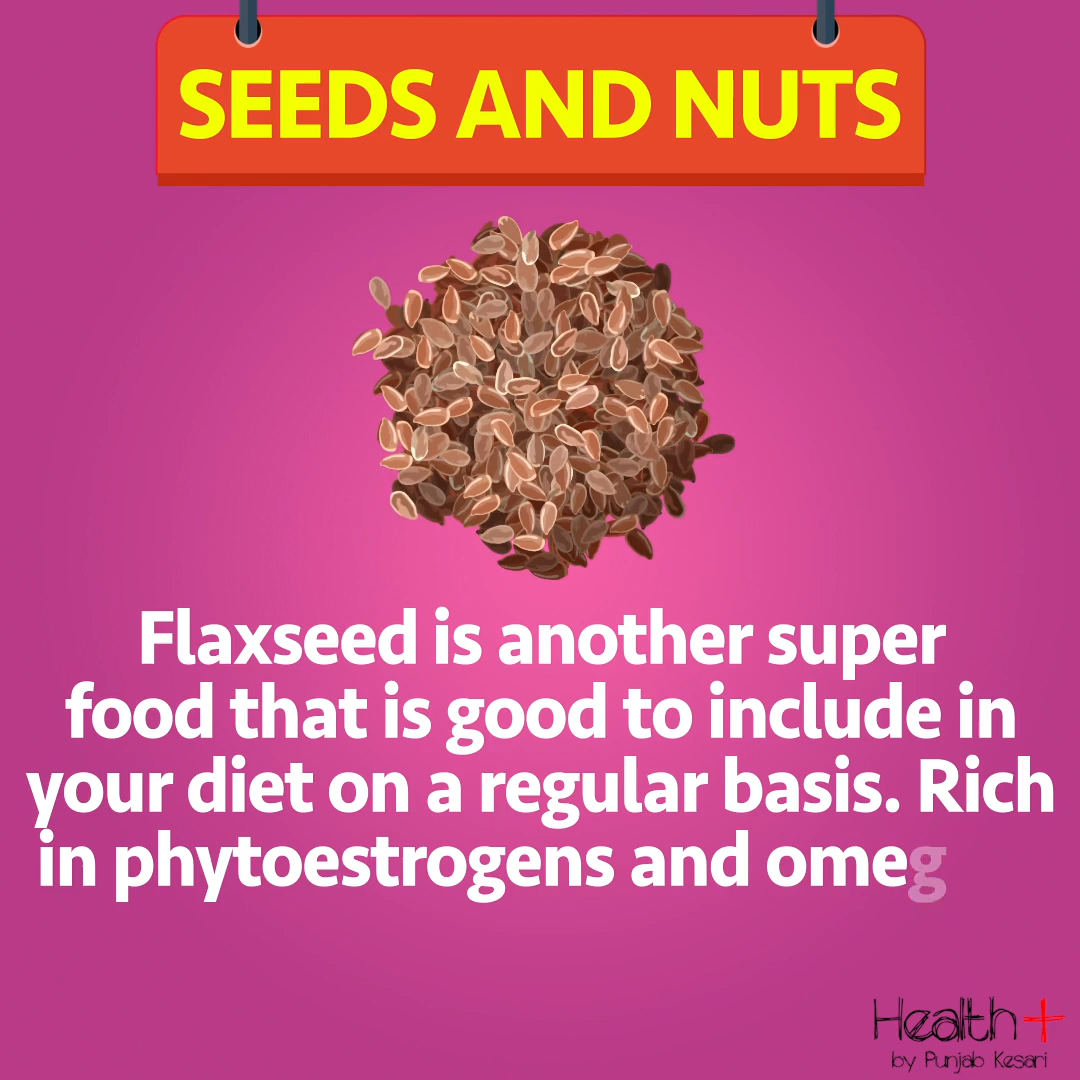 SEEDS AND NUTS
Flaxseed is another super
food that is good to include in
your diet on a regular basis. Rich
in phytoestrogens and omeg
Health+
by Punjab Kesari